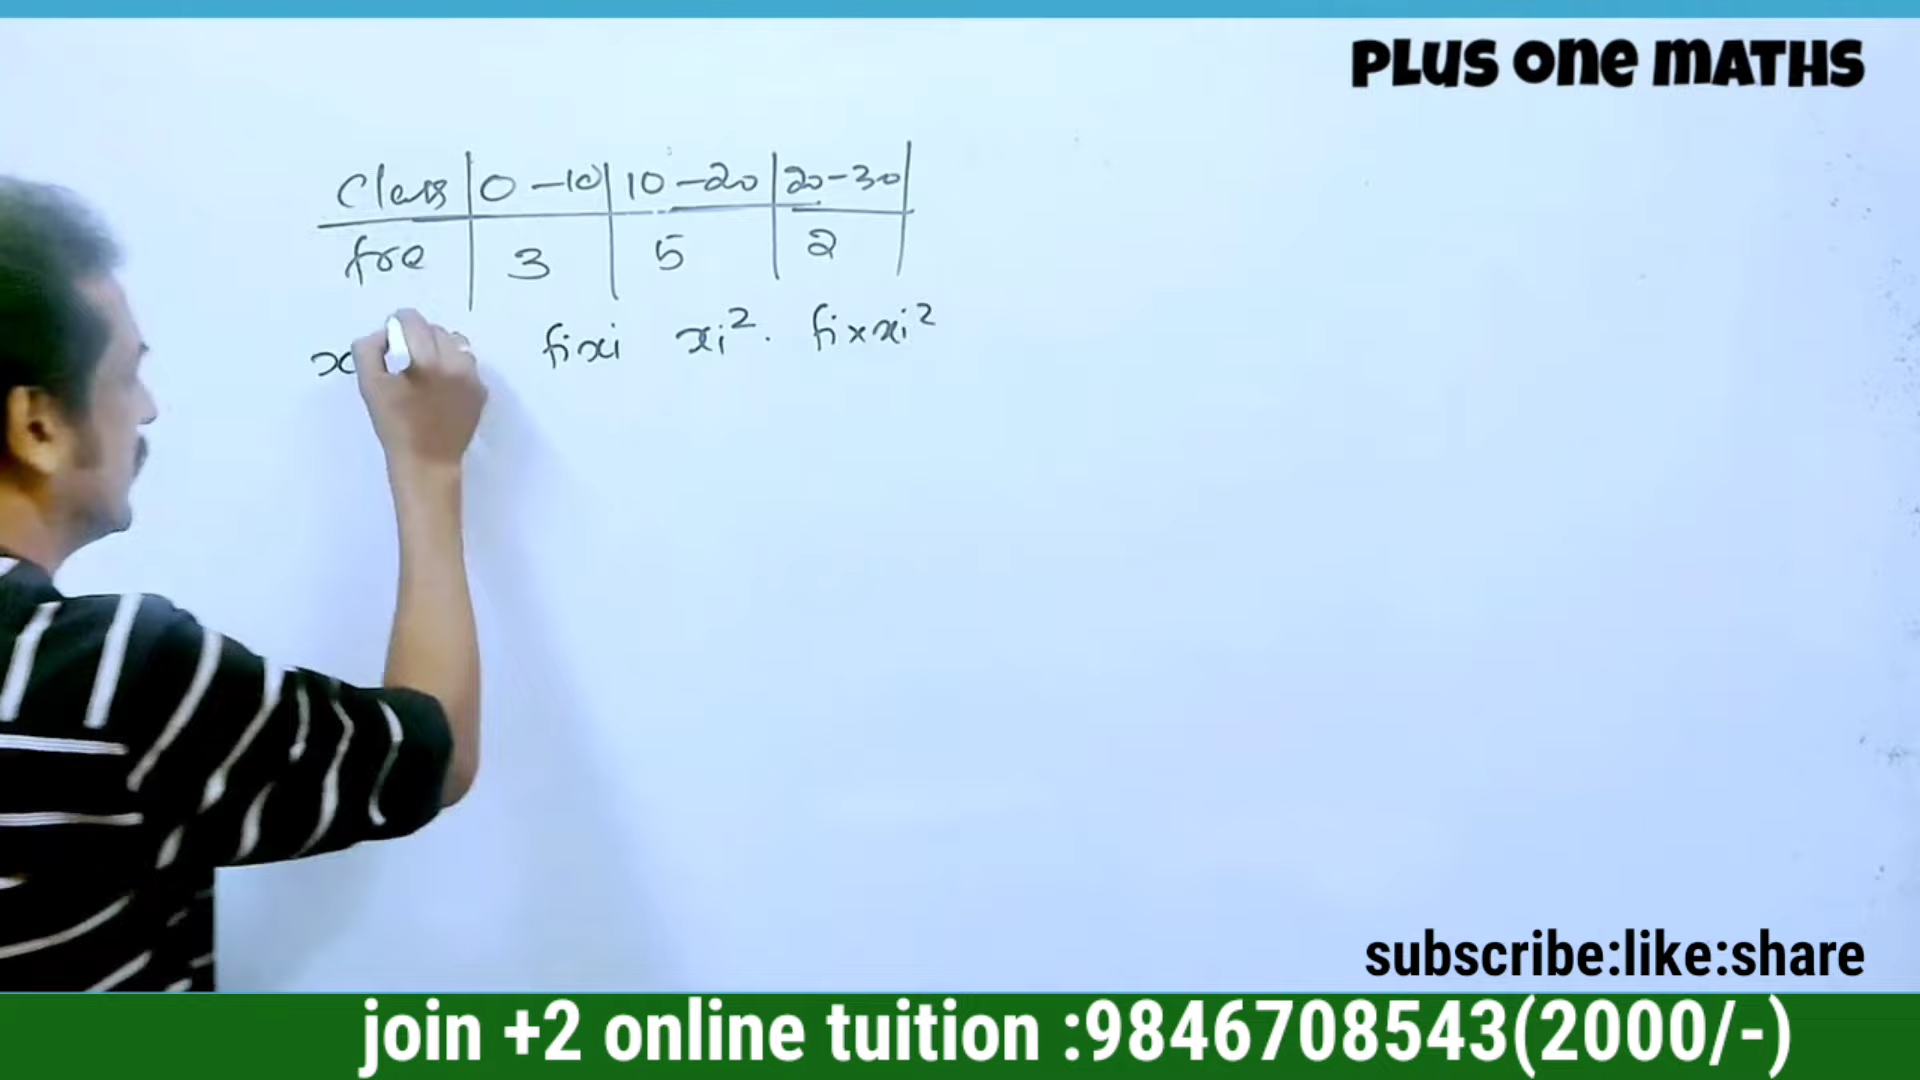 PLUS ONE MATHS
Class 0-10 10-20 20-30
fre 3 5 2
x fixi xi². fi×xi²
subscribe:like:share
join +2 online tuition :9846708543(2000/-)